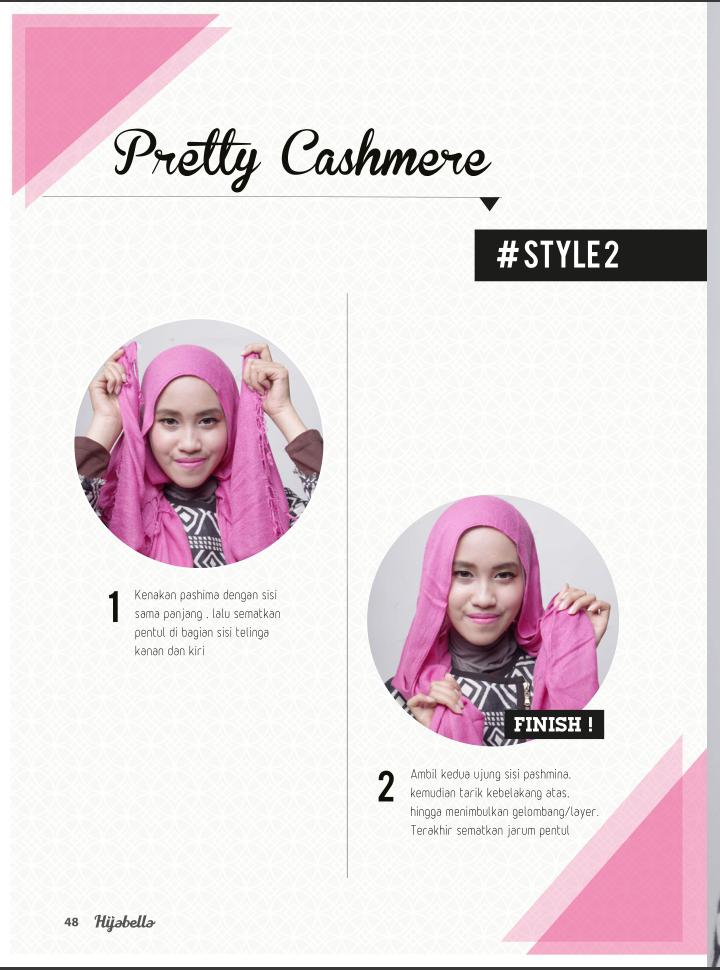 Pretty Cashmere
#STYLE2
1
Kenakan pashima dengan sisi
sama panjang , lalu sematkan
pentul di bagian sisi telinga
kanan dan kiri
FINISH !
2
Ambil kedua ujung sisi pashmina,
kemudian tarik kebelakang atas,
hingga menimbulkan gelombang/layer.
Terakhir sematkan jarum pentul
48 Hijabella